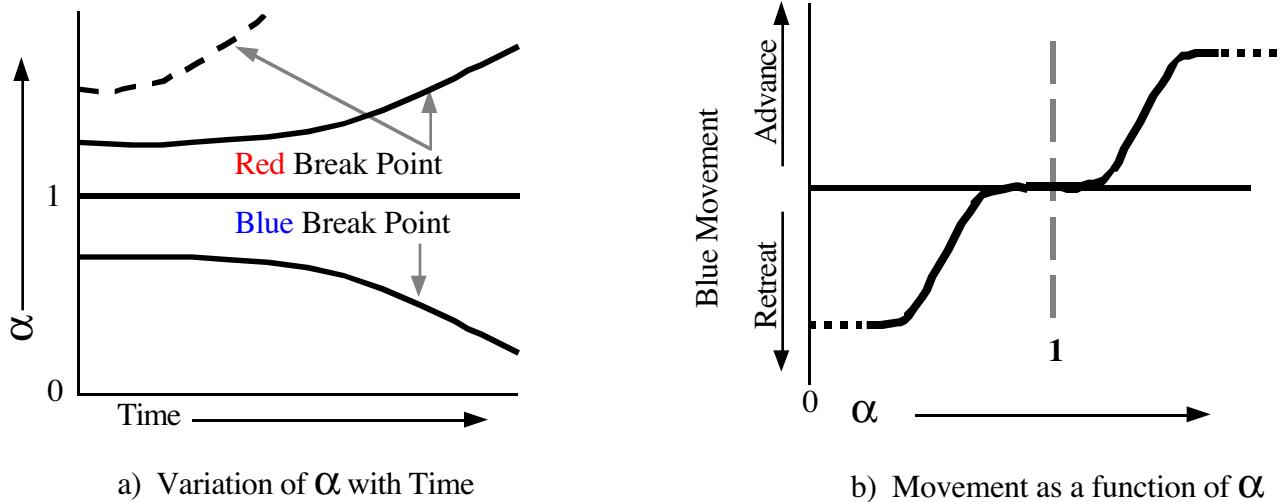 α
1
0
Red Break Point
Blue Break Point
Time
a) Variation of α with Time
Blue Movement
Advance
Retreat
1
0
α
b) Movement as a function of α